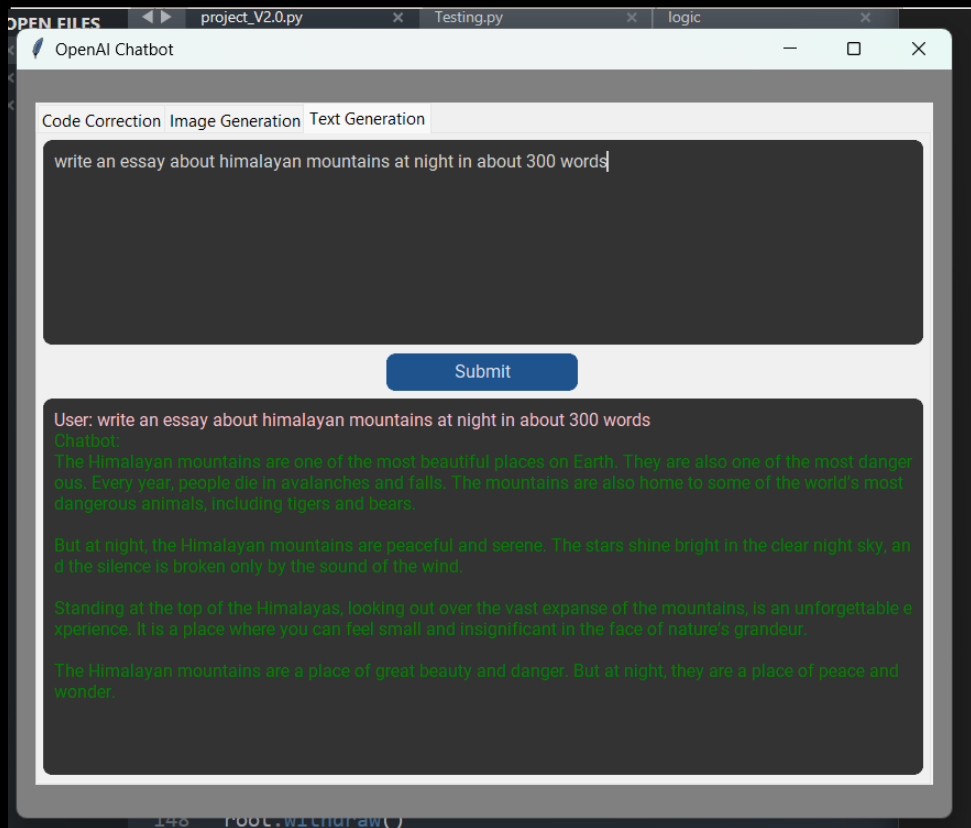 OPEN FILES
project_V2.0.py
Testing.py
logic
OpenAI Chatbot
Code Correction Image Generation Text Generation
write an essay about himalayan mountains at night in about 300 words
Submit
User: write an essay about himalayan mountains at night in about 300 words
Chatbot:
The Himalayan mountains are one of the most beautiful places on Earth. They are also one of the most danger
ous. Every year, people die in avalanches and falls. The mountains are also home to some of the world's most
dangerous animals, including tigers and bears.
But at night, the Himalayan mountains are peaceful and serene. The stars shine bright in the clear night sky, an
d the silence is broken only by the sound of the wind.
Standing at the top of the Himalayas, looking out over the vast expanse of the mountains, is an unforgettable e
xperience. It is a place where you can feel small and insignificant in the face of nature's grandeur.
The Himalayan mountains are a place of great beauty and danger. But at night, they are a place of peace and
wonder.
148 root.withdraw()